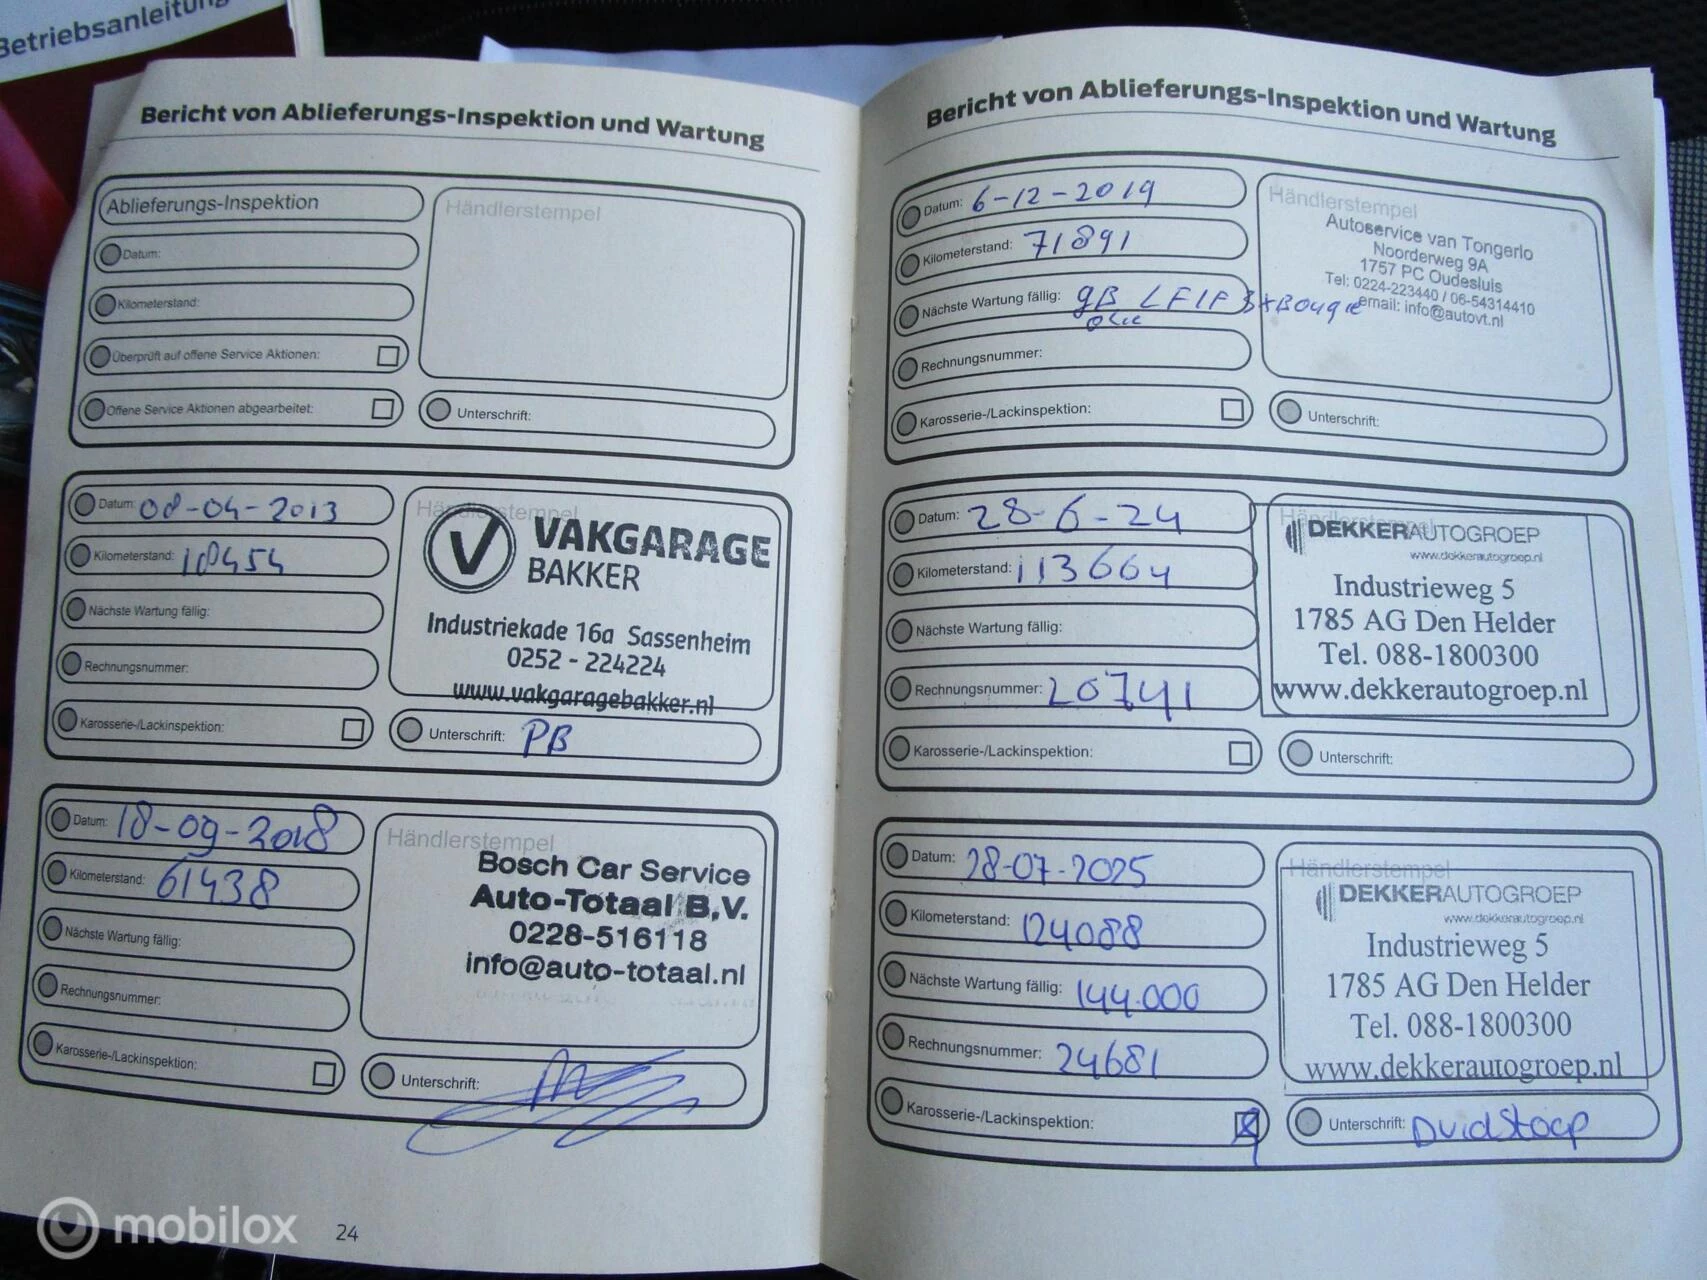 Betriebsanleitung
Bericht von Ablieferungs-Inspektion und Wartung
Ablieferungs-Inspektion
Händlerstempel
Datum:
Kilometerstand:
Überprüft auf offene Service Aktionen:
Offene Service Aktionen abgearbeitet:
Unterschrift:
Datum: 08-04-2013
Kilometerstand: 18454
Nächste Wartung fällig:
Rechnungsnummer:
Karosserie-/Lackinspektion:
Händlerstempel
VAKGARAGE
BAKKER
Industriekade 16a Sassenheim
0252 - 224224
www.vakgaragebakker.nl
Unterschrift: PB
Datum: 18-09-2018
Kilometerstand: 61438
Nächste Wartung fällig:
Rechnungsnummer:
Karosserie-/Lackinspektion:
Händlerstempel
Bosch Car Service
Auto-Totaal B.V.
0228-516118
info@auto-totaal.nl
Unterschrift:
24
Bericht von Ablieferungs-Inspektion und Wartung
Datum: 6-12-2019
Kilometerstand: 71891
Nächste Wartung fällig: gB LF IF 3xBougie
olie
Rechnungsnummer:
Karosserie-/Lackinspektion:
Händlerstempel
Autoservice van Tongerlo
Noorderweg 9A
1757 PC Oudesluis
Tel: 0224-223440 / 06-54314410
email: info@autovt.nl
Unterschrift:
Datum: 28-6-24
Kilometerstand: 113664
Nächste Wartung fällig:
Rechnungsnummer: 20741
Karosserie-/Lackinspektion:
Händlerstempel
DEKKERAUTOGROEP
www.dekkerautogroep.nl
Industrieweg 5
1785 AG Den Helder
Tel. 088-1800300
www.dekkerautogroep.nl
Unterschrift:
Datum: 28-07-2025
Kilometerstand: 124088
Nächste Wartung fällig: 144.000
Rechnungsnummer: 24681
Karosserie-/Lackinspektion:
Händlerstempel
DEKKERAUTOGROEP
www.dekkerautogroep.nl
Industrieweg 5
1785 AG Den Helder
Tel. 088-1800300
www.dekkerautogroep.nl
Unterschrift:
mobilox